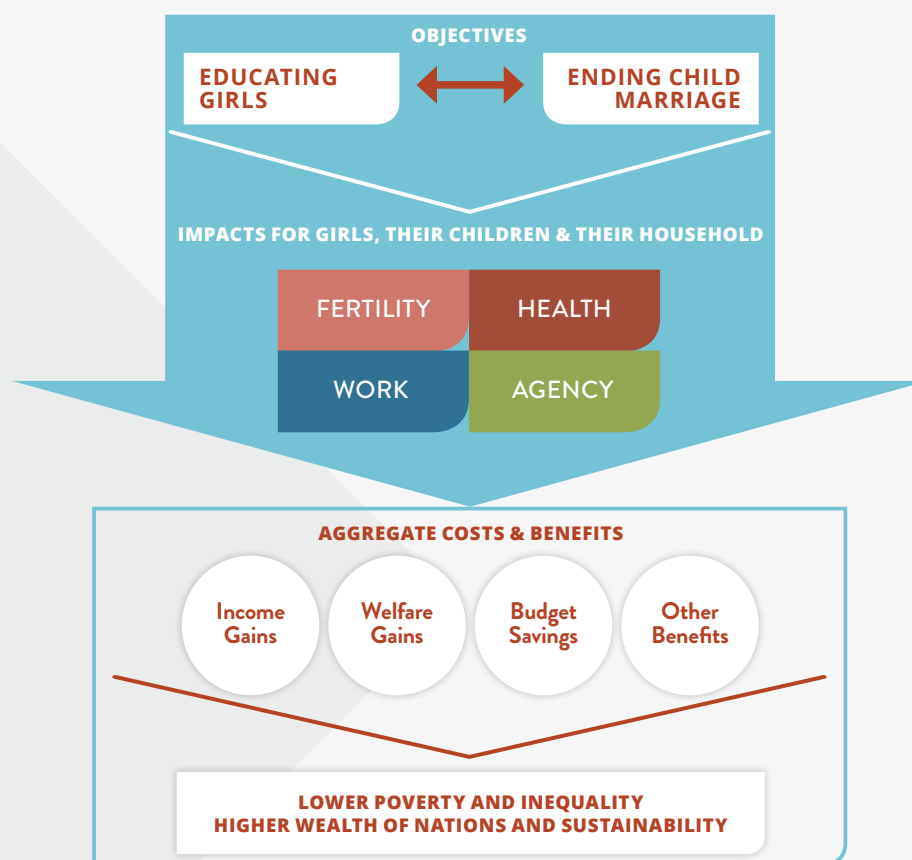 OBJECTIVES
EDUCATING
GIRLS
ENDING CHILD
MARRIAGE
IMPACTS FOR GIRLS, THEIR CHILDREN & THEIR HOUSEHOLD
FERTILITY
HEALTH
WORK
AGENCY
AGGREGATE COSTS & BENEFITS
Income
Gains
Welfare
Gains
Budget
Savings
Other
Benefits
LOWER POVERTY AND INEQUALITY
HIGHER WEALTH OF NATIONS AND SUSTAINABILITY